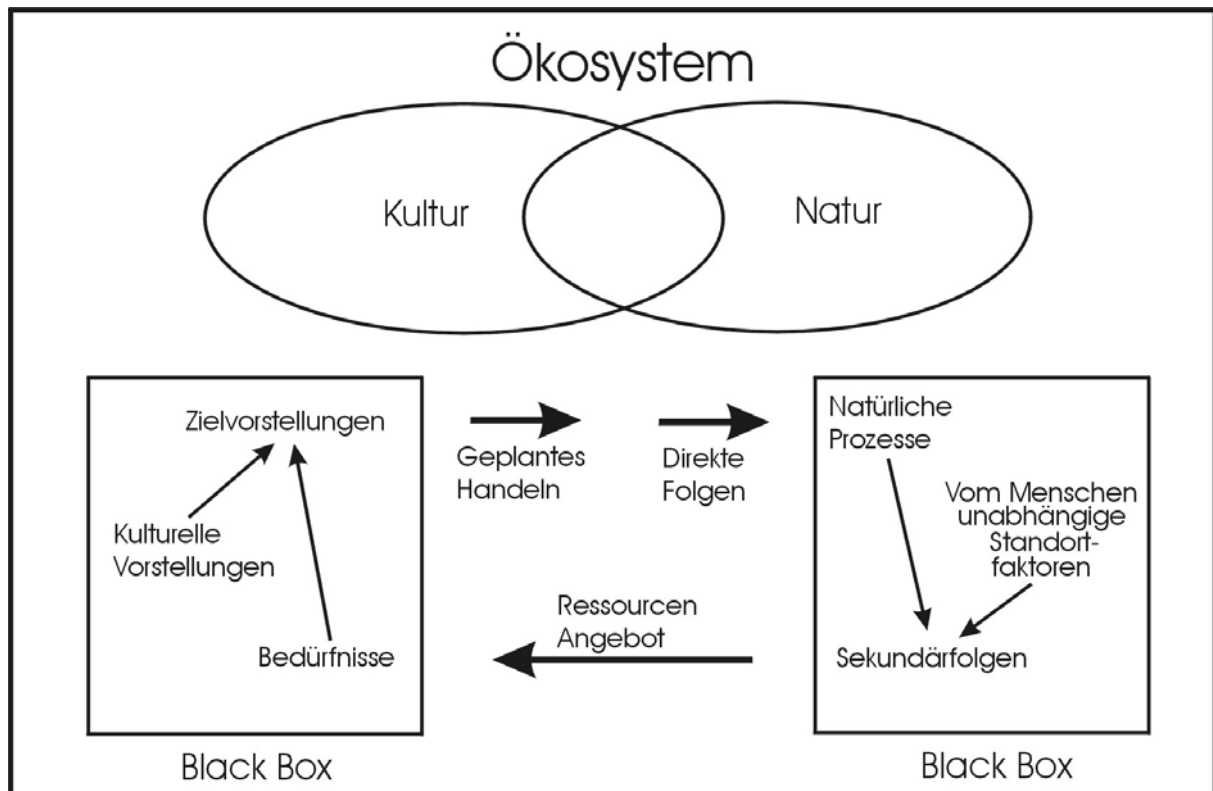 Ökosystem
Kultur
Natur
Zielvorstellungen
Kulturelle
Vorstellungen
Bedürfnisse
Black Box
Geplantes
Handeln
Direkte
Folgen
Ressourcen
Angebot
Natürliche
Prozesse
Vom Menschen
unabhängige
Standort-
faktoren
Sekundärfolgen
Black Box